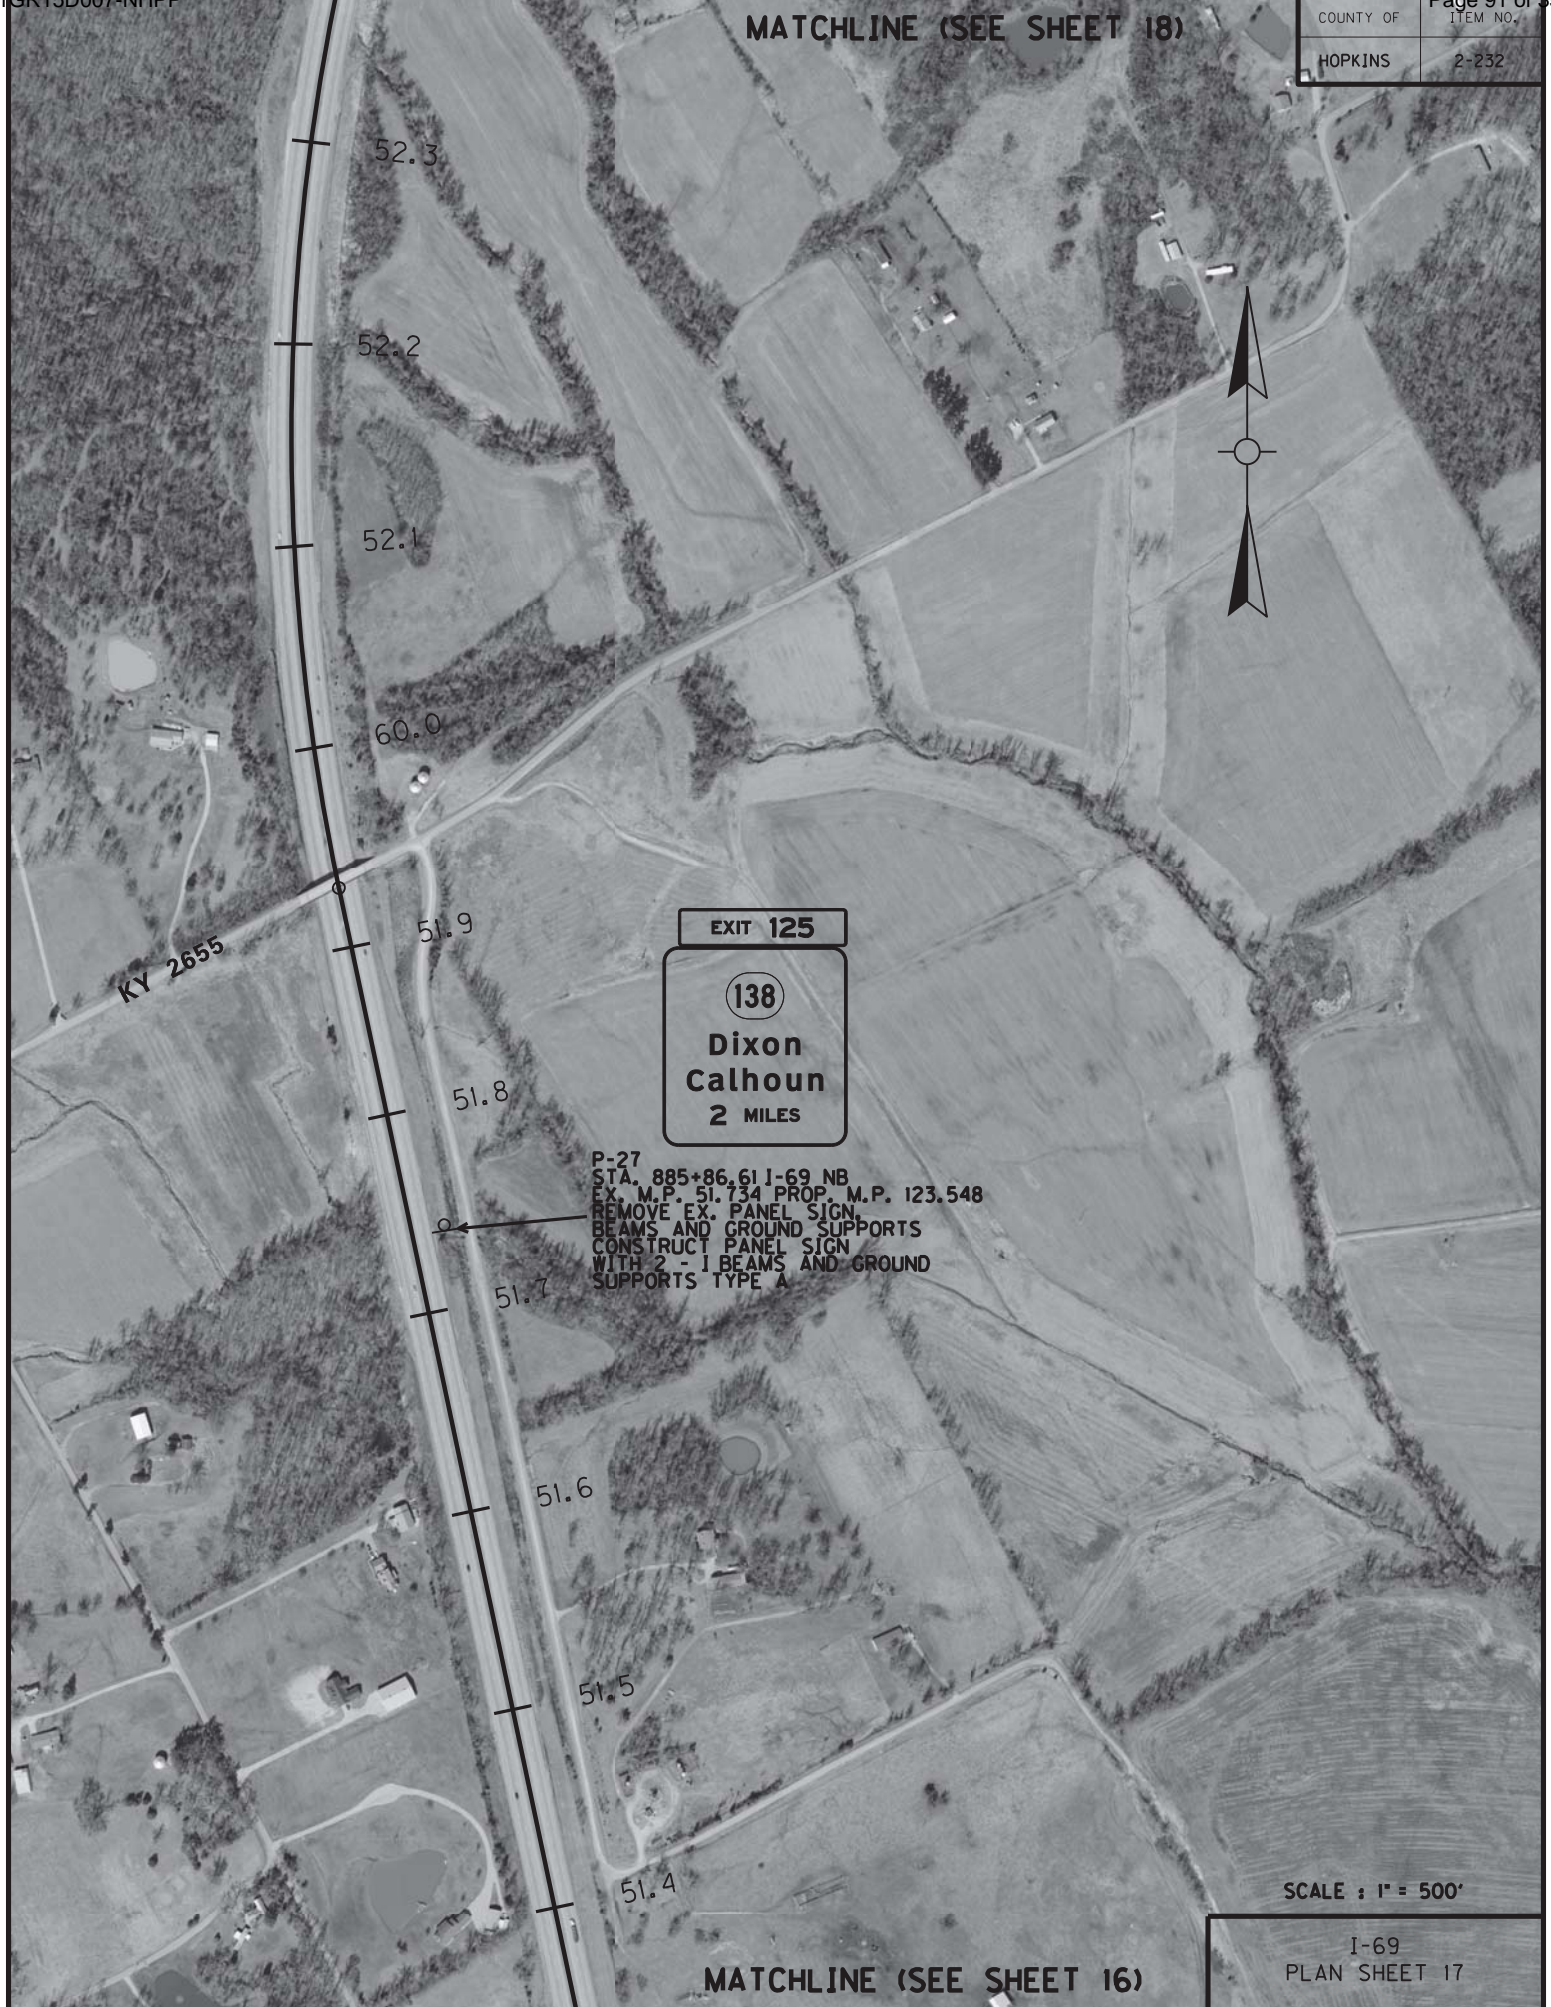 MATCHLINE (SEE SHEET 18)
COUNTY OF
ITEM NO.
HOPKINS
2-232
52.3
52.2
52.1
60.0
51.9
KY 2655
EXIT 125
138
Dixon
Calhoun
2 MILES
51.8
P-27
STA. 885+86.61 I-69 NB
EX. M.P. 51.734 PROP. M.P. 123.548
REMOVE EX. PANEL SIGN,
BEAMS AND GROUND SUPPORTS
CONSTRUCT PANEL SIGN
WITH 2 - I BEAMS AND GROUND
SUPPORTS TYPE A
51.7
51.6
51.5
51.4
SCALE : 1" = 500'
I-69
PLAN SHEET 17
MATCHLINE (SEE SHEET 16)